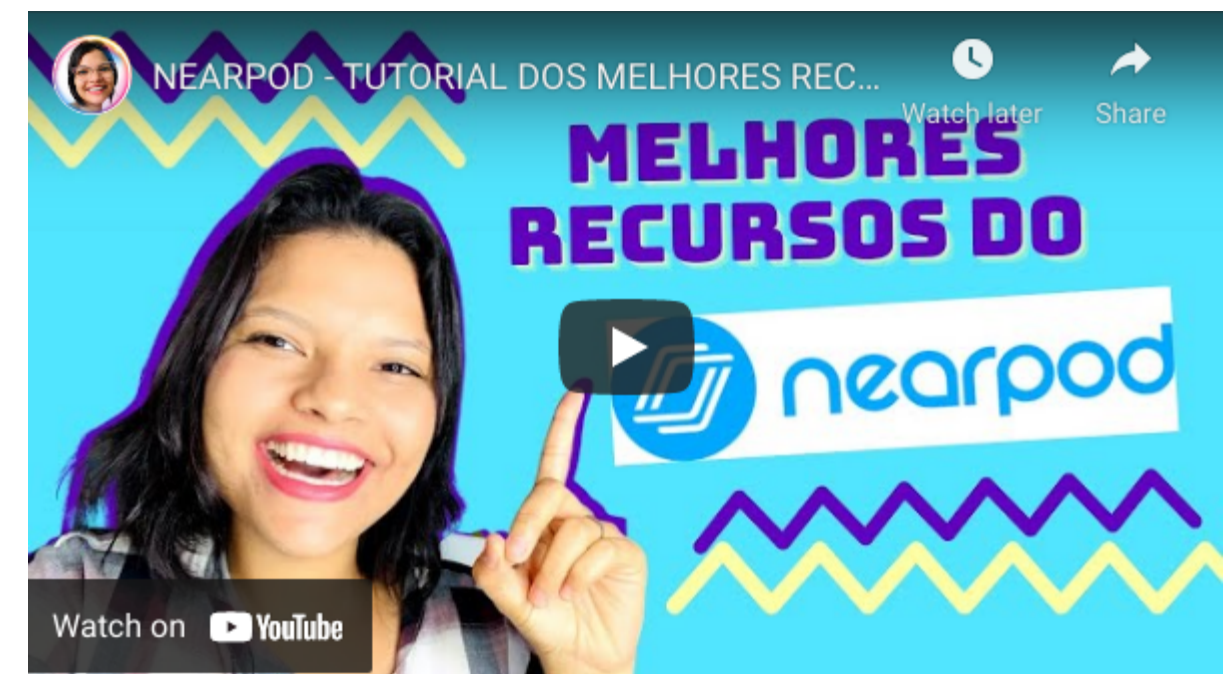 NEARPOD - TUTORIAL DOS MELHORES REC...
Watch later
Share
MELHORES
RECURSOS DO
nearpod
Watch on YouTube